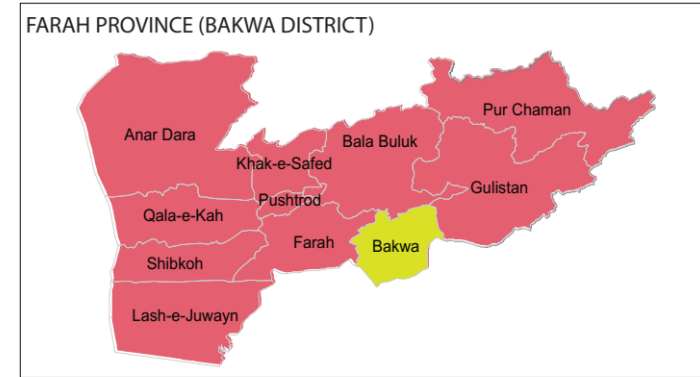 FARAH PROVINCE (BAKWA DISTRICT)
Pur Chaman
Anar Dara
Bala Buluk
Khak-e-Safed
Gulistan
Pushtrod
Qala-e-Kah
Farah
Bakwa
Shibkoh
Lash-e-Juwayn